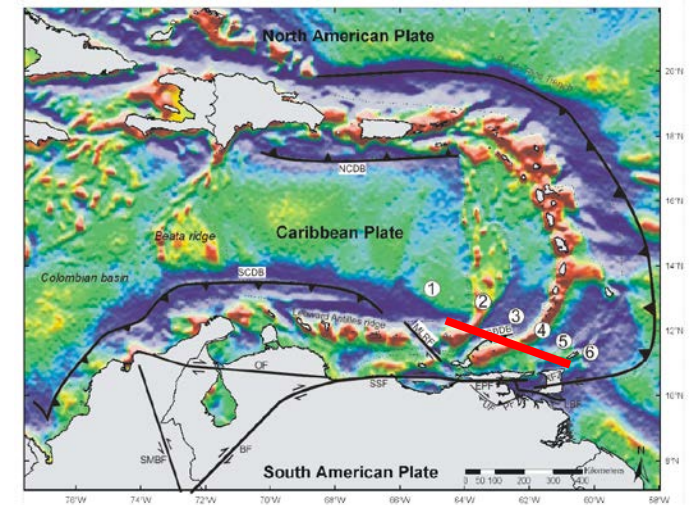 North American Plate
20°N
18°N
NCDB
16°N
Caribbean Plate
Beata ridge
14°N
SCDB
Colombian basin
1
2
3
12°N
Leeward Antilles ridge
MLRF
4
5
6
OF
SSF
EPF
10°N
SMBF
BF
8°N
South American Plate
N
Kilometers
0 50 100 200 300 400
76°W 74°W 72°W 70°W 68°W 66°W 64°W 62°W 60°W 58°W